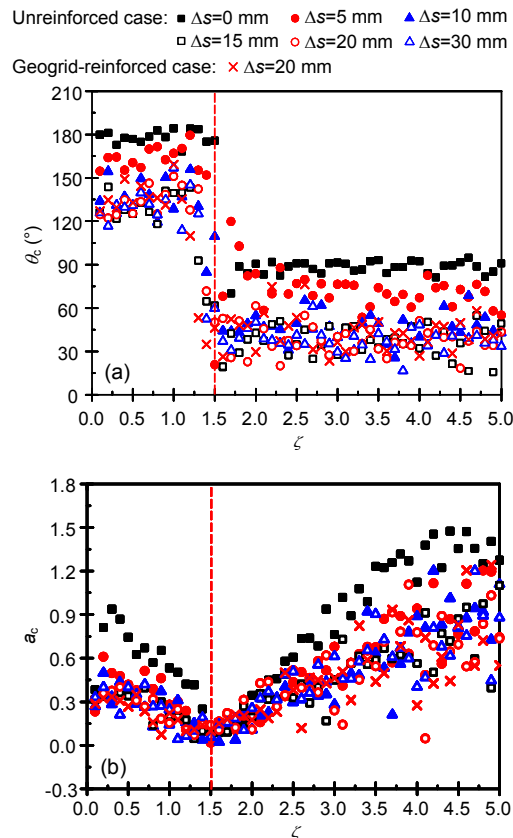 Unreinforced case: Δs=0 mm Δs=5 mm Δs=10 mm
Δs=15 mm Δs=20 mm Δs=30 mm
Geogrid-reinforced case: Δs=20 mm
210
180
150
120
90
60
30
0
θc (°)
(a)
0.0 0.5 1.0 1.5 2.0 2.5 3.0 3.5 4.0 4.5 5.0
ζ
1.8
1.5
1.2
0.9
0.6
0.3
0.0
-0.3
ac
(b)
0.0 0.5 1.0 1.5 2.0 2.5 3.0 3.5 4.0 4.5 5.0
ζ